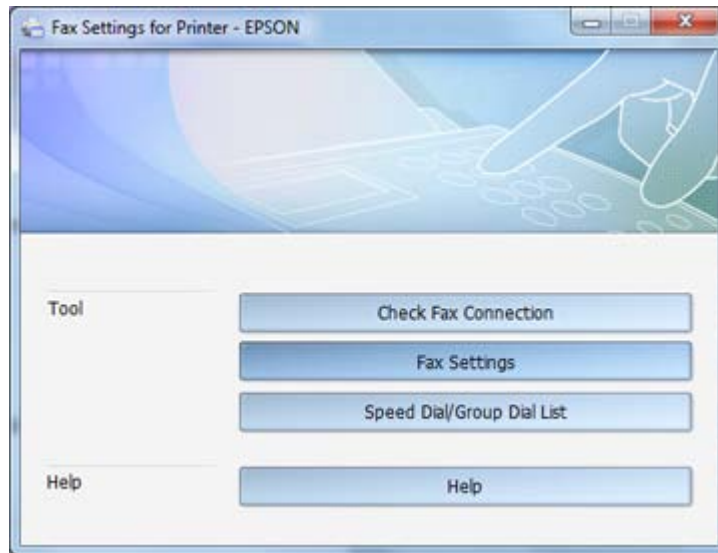 Fax Settings for Printer - EPSON
Tool
Check Fax Connection
Fax Settings
Speed Dial/Group Dial List
Help
Help